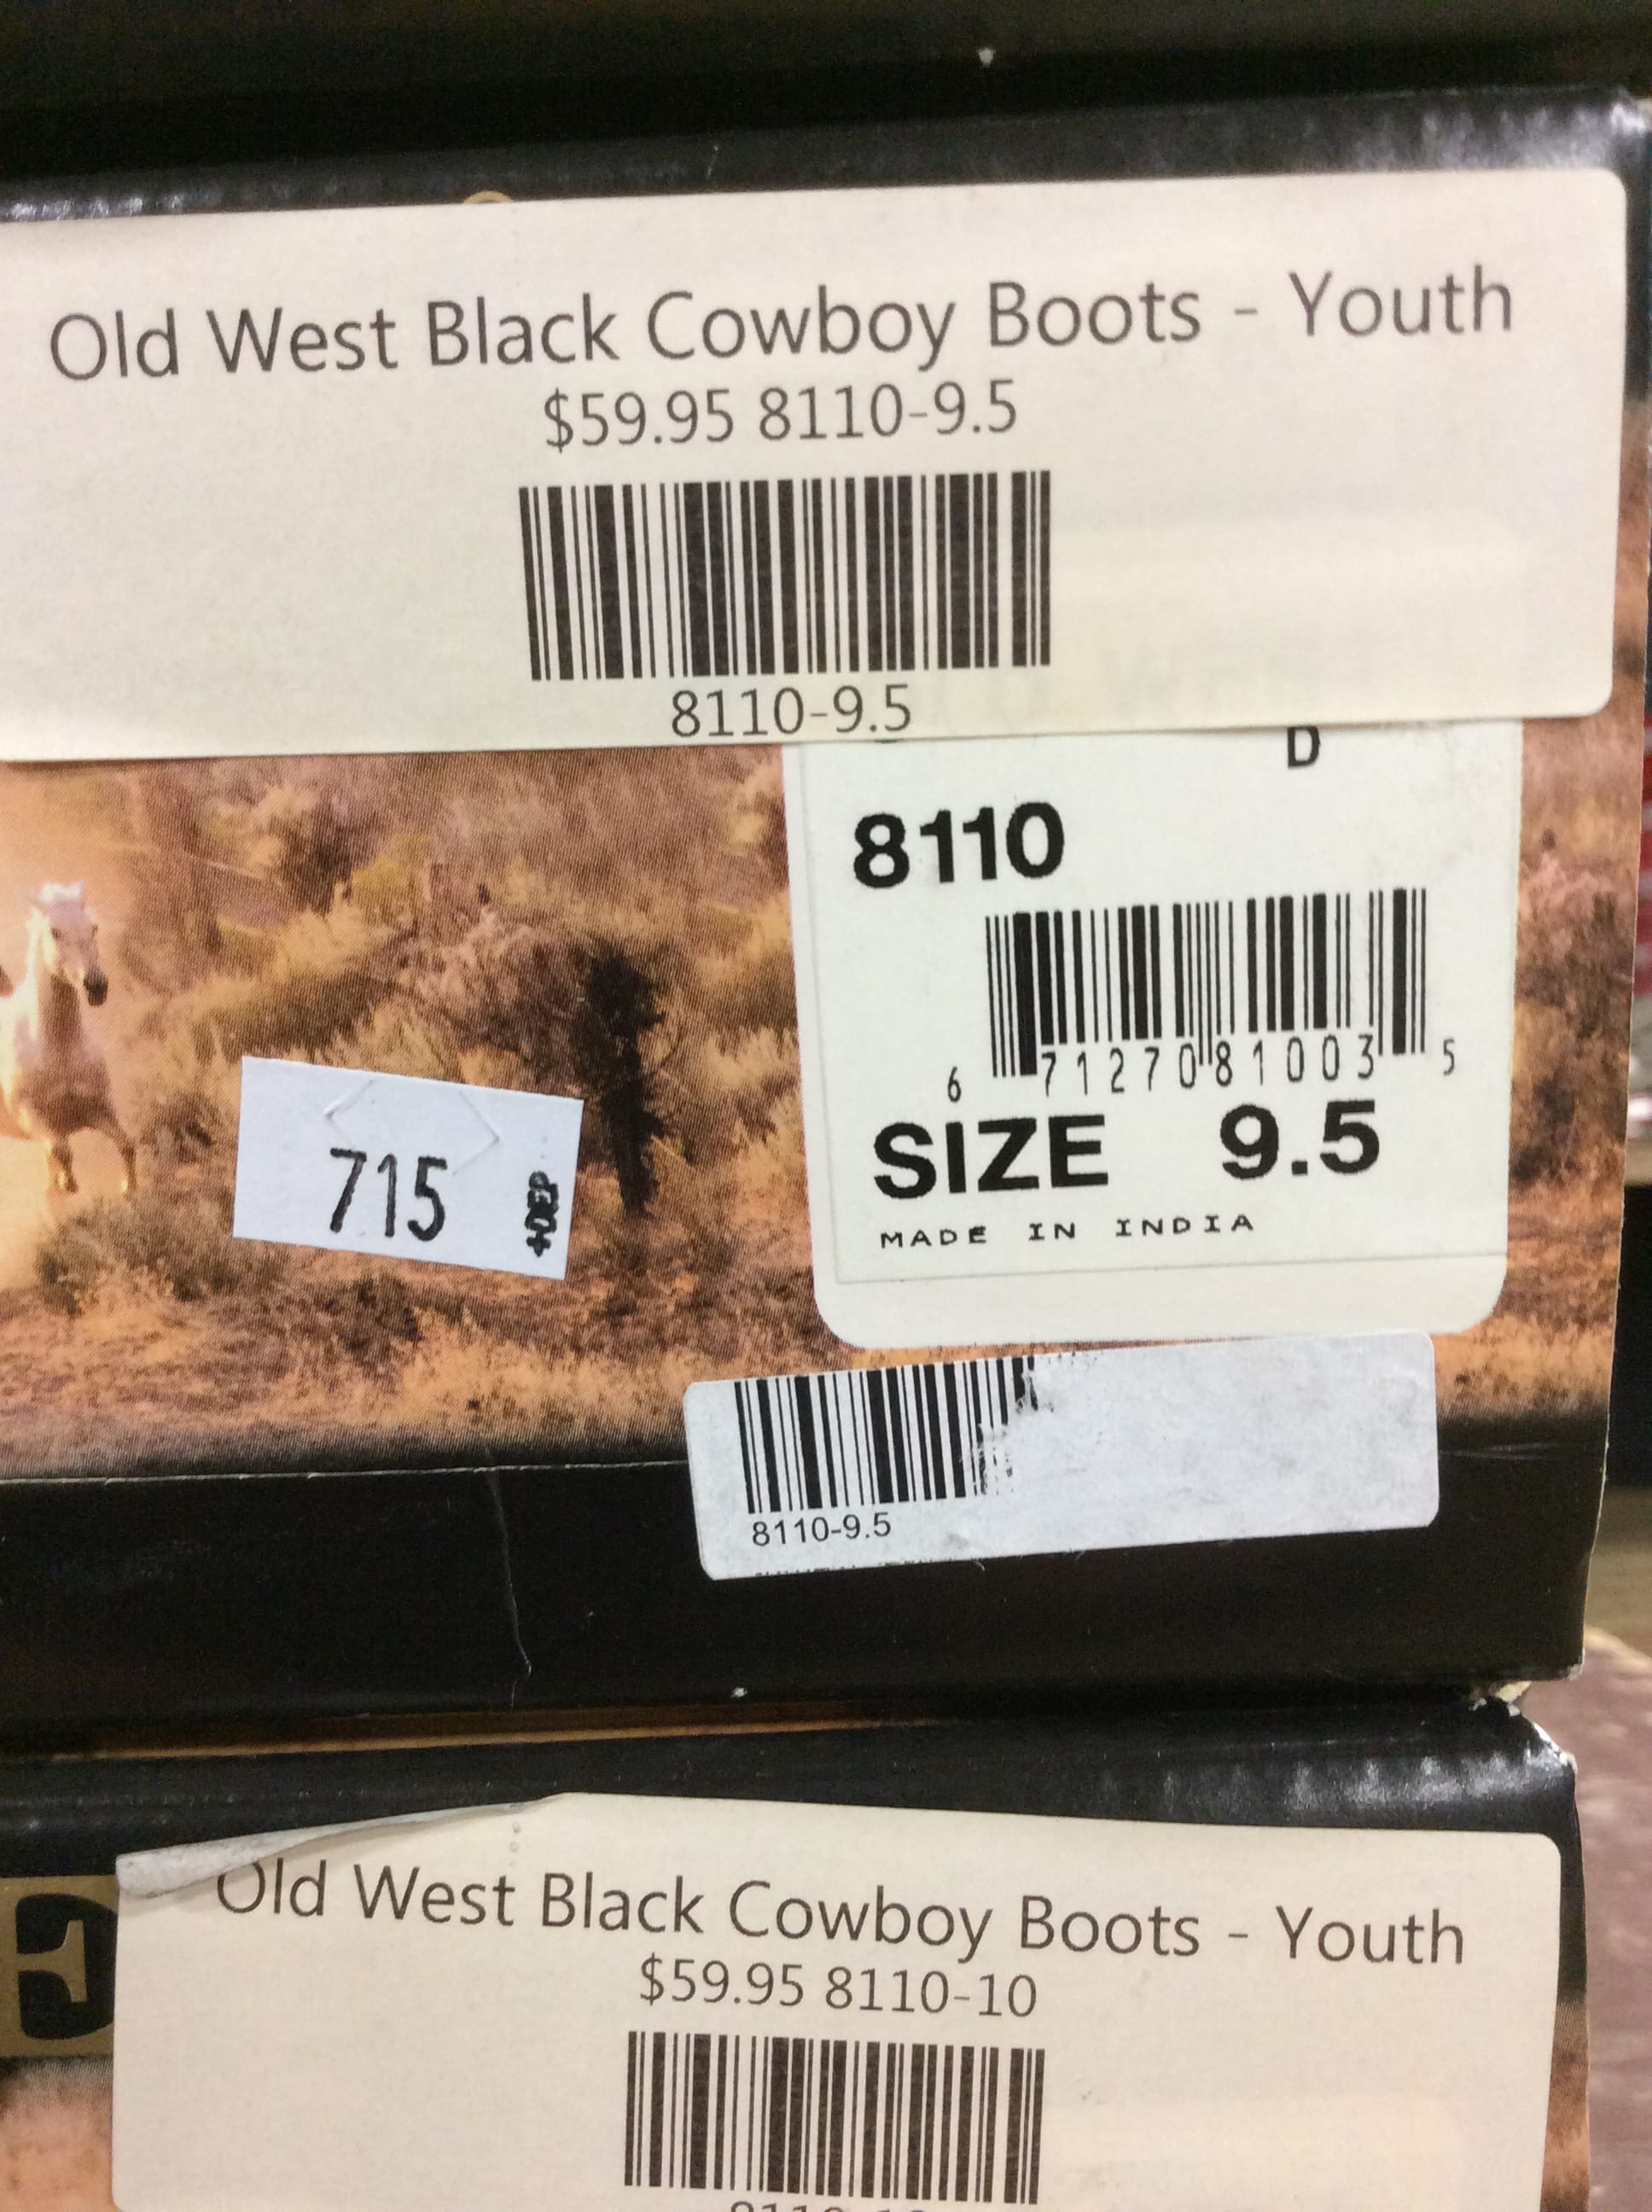 Old West Black Cowboy Boots - Youth
$59.95 8110-9.5
8110-9.5
D
8110
6 71270 81003 5
SIZE 9.5
MADE IN INDIA
715
+DEP
8110-9.5
E
Old West Black Cowboy Boots - Youth
$59.95 8110-10